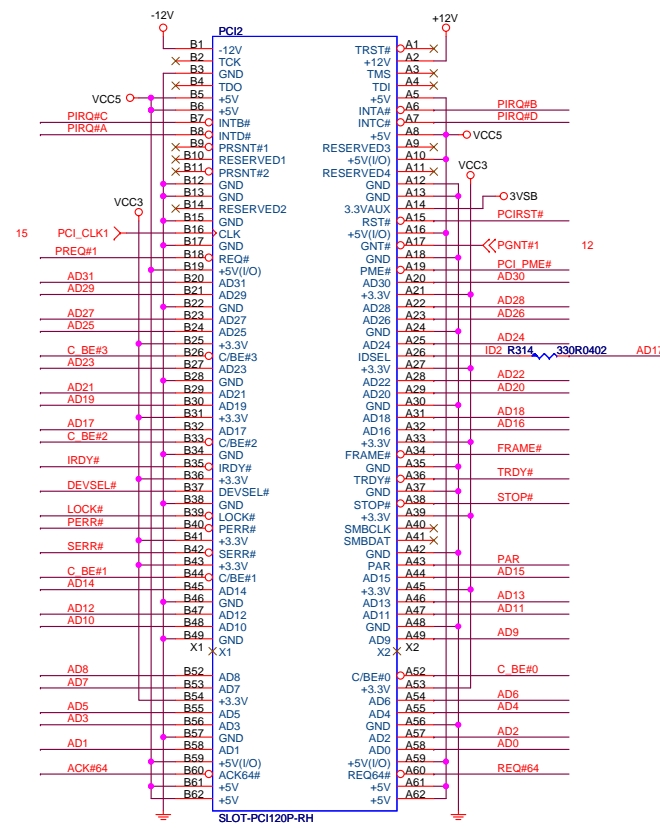 -12V +12V
PCI2
B1 -12V TRST# A1
B2 TCK +12V A2
B3 GND TMS A3
B4 TDO TDI A4
VCC5 B5 +5V +5V A5
B6 +5V INTA# A6 PIRQ#B
PIRQ#C B7 INTB# INTC# A7 PIRQ#D
PIRQ#A B8 INTD# +5V A8 VCC5
B9 PRSNT#1 RESERVED3 A9
B10 RESERVED1 +5V(I/O) A10
B11 PRSNT#2 RESERVED4 A11 VCC3
B12 GND GND A12
B13 GND GND A13
VCC3 B14 RESERVED2 3.3VAUX A14 3VSB
B15 GND RST# A15 PCIRST#
15 PCI_CLK1 B16 CLK +5V(I/O) A16
B17 GND GNT# A17 PGNT#1 12
PREQ#1 B18 REQ# GND A18
B19 +5V(I/O) PME# A19 PCI_PME#
AD31 B20 AD31 AD30 A20 AD30
AD29 B21 AD29 +3.3V A21
B22 GND AD28 A22 AD28
AD27 B23 AD27 AD26 A23 AD26
AD25 B24 AD25 GND A24
B25 +3.3V AD24 A25 AD24
C_BE#3 B26 C/BE#3 IDSEL A26 ID2 R314 330R0402 AD17
AD23 B27 AD23 +3.3V A27
B28 GND AD22 A28 AD22
AD21 B29 AD21 AD20 A29 AD20
AD19 B30 AD19 GND A30
B31 +3.3V AD18 A31 AD18
AD17 B32 AD17 AD16 A32 AD16
C_BE#2 B33 C/BE#2 +3.3V A33
B34 GND FRAME# A34 FRAME#
IRDY# B35 IRDY# GND A35
B36 +3.3V TRDY# A36 TRDY#
DEVSEL# B37 DEVSEL# GND A37
B38 GND STOP# A38 STOP#
LOCK# B39 LOCK# +3.3V A39
PERR# B40 PERR# SMBCLK A40
B41 +3.3V SMBDAT A41
SERR# B42 SERR# GND A42
B43 +3.3V PAR A43 PAR
C_BE#1 B44 C/BE#1 AD15 A44 AD15
AD14 B45 AD14 +3.3V A45
B46 GND AD13 A46 AD13
AD12 B47 AD12 AD11 A47 AD11
AD10 B48 AD10 GND A48
B49 GND AD9 A49 AD9
X1 X1 X2 X2
AD8 B52 AD8 C/BE#0 A52 C_BE#0
AD7 B53 AD7 +3.3V A53
B54 +3.3V AD6 A54 AD6
AD5 B55 AD5 AD4 A55 AD4
AD3 B56 AD3 GND A56
B57 GND AD2 A57 AD2
AD1 B58 AD1 AD0 A58 AD0
B59 +5V(I/O) +5V(I/O) A59
ACK#64 B60 ACK64# REQ64# A60 REQ#64
B61 +5V +5V A61
B62 +5V +5V A62
SLOT-PCI120P-RH